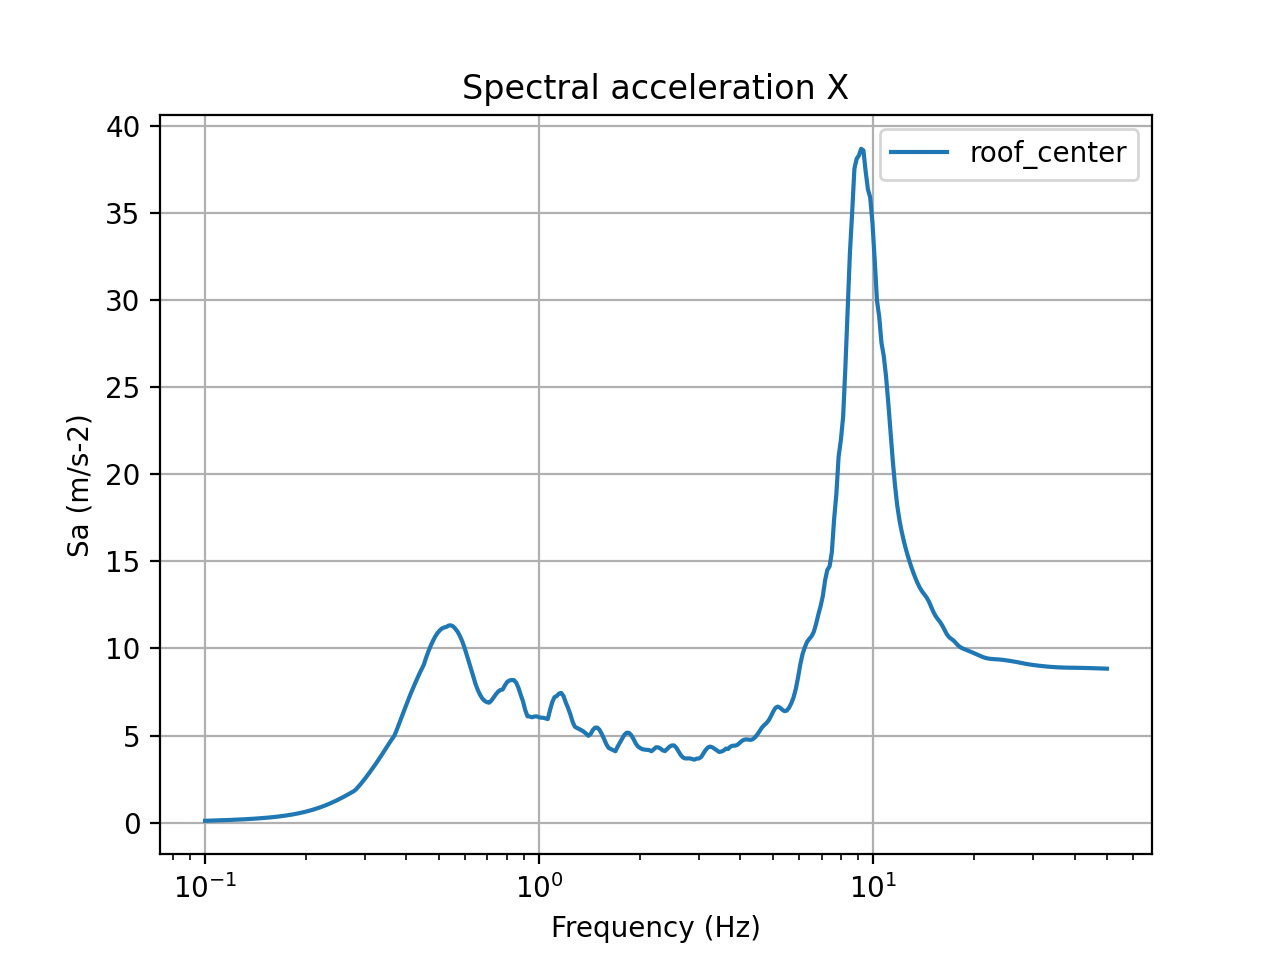 Spectral acceleration X
roof_center
40
35
30
25
20
15
10
5
0
Sa (m/s-2)
10⁻¹ 10⁰ 10¹
Frequency (Hz)